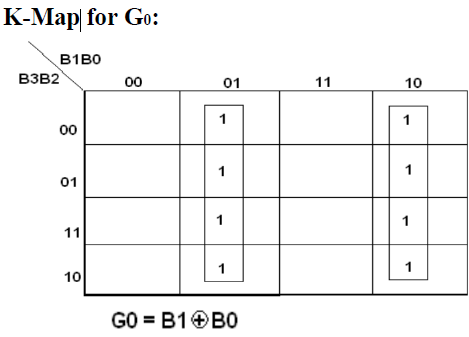 K-Map for G0:
B1B0
B3B2 00 01 11 10
00 1 1
01 1 1
11 1 1
10 1 1
G0 = B1⊕B0